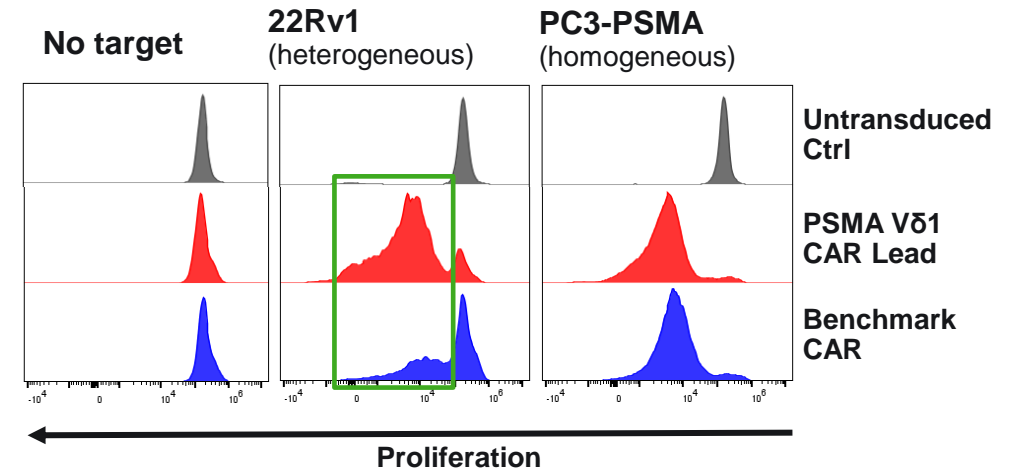 No target
22Rv1
(heterogeneous)
PC3-PSMA
(homogeneous)
Untransduced
Ctrl
PSMA Vδ1
CAR Lead
Benchmark
CAR
-10⁴ 0 10⁴ 10⁶
-10⁴ 0 10⁴ 10⁶
-10⁴ 0 10⁴ 10⁶
Proliferation